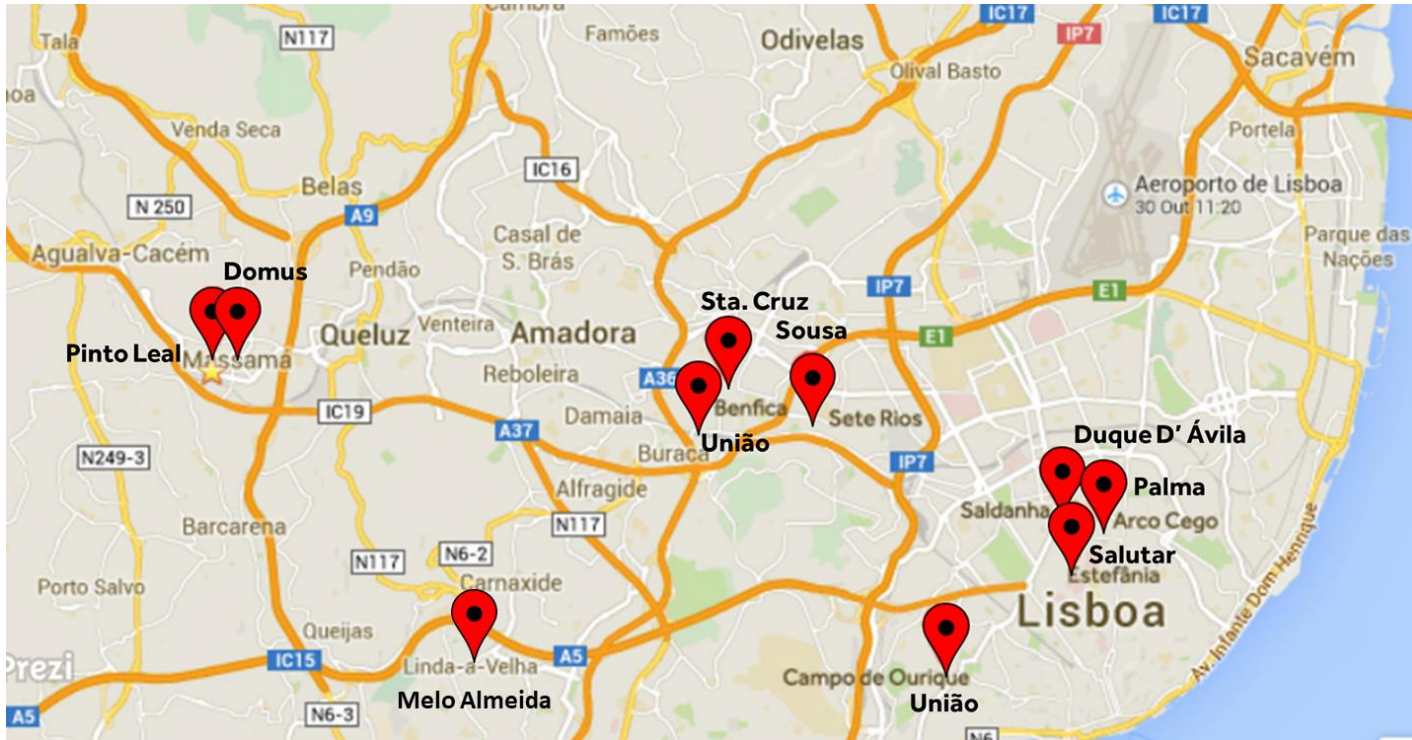 Cambra
IC17
IC17
N117
Famões
Odivelas
IP7
Tala
Sacavém
Olival Basto
Venda Seca
Portela
IC16
Belas
Aeroporto de Lisboa
30 Out 11:20
N 250
A9
Agualva-Cacém
Casal de
S. Brás
Parque das
Nações
Domus
Pendão
IP7
E1
Sta. Cruz
Sousa
Queluz
Venteira
Amadora
E1
Pinto Leal
Massamá
Reboleira
A36
IC19
Damaia
Benfica
Sete Rios
A37
União
Duque D' Ávila
N249-3
Buraca
IP7
Alfragide
Palma
Saldanha
Arco Cego
Barcarena
N117
N6-2
Salutar
N117
Estefânia
Porto Salvo
Carnaxide
Lisboa
Av. Infante Dom Henrique
Queijas
Prezi
IC15
Linda-a-Velha
A5
Campo de Ourique
Melo Almeida
União
A5
N6-3
N6